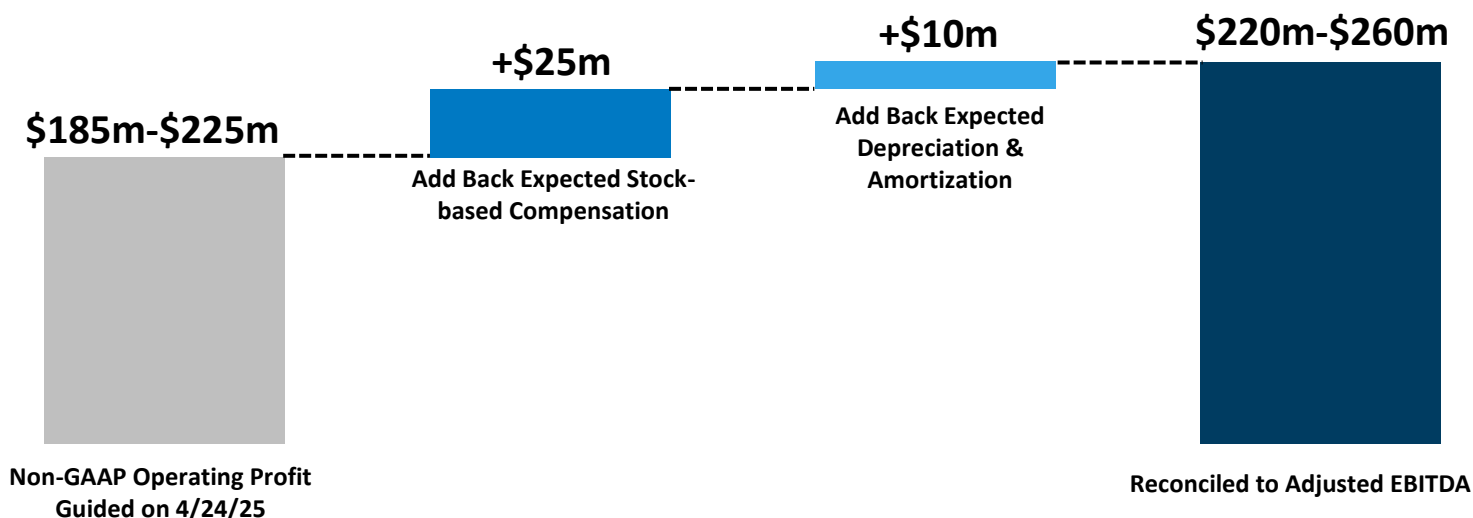 $185m-$225m
Non-GAAP Operating Profit
Guided on 4/24/25
+$25m
Add Back Expected Stock-
based Compensation
+$10m
Add Back Expected
Depreciation &
Amortization
$220m-$260m
Reconciled to Adjusted EBITDA